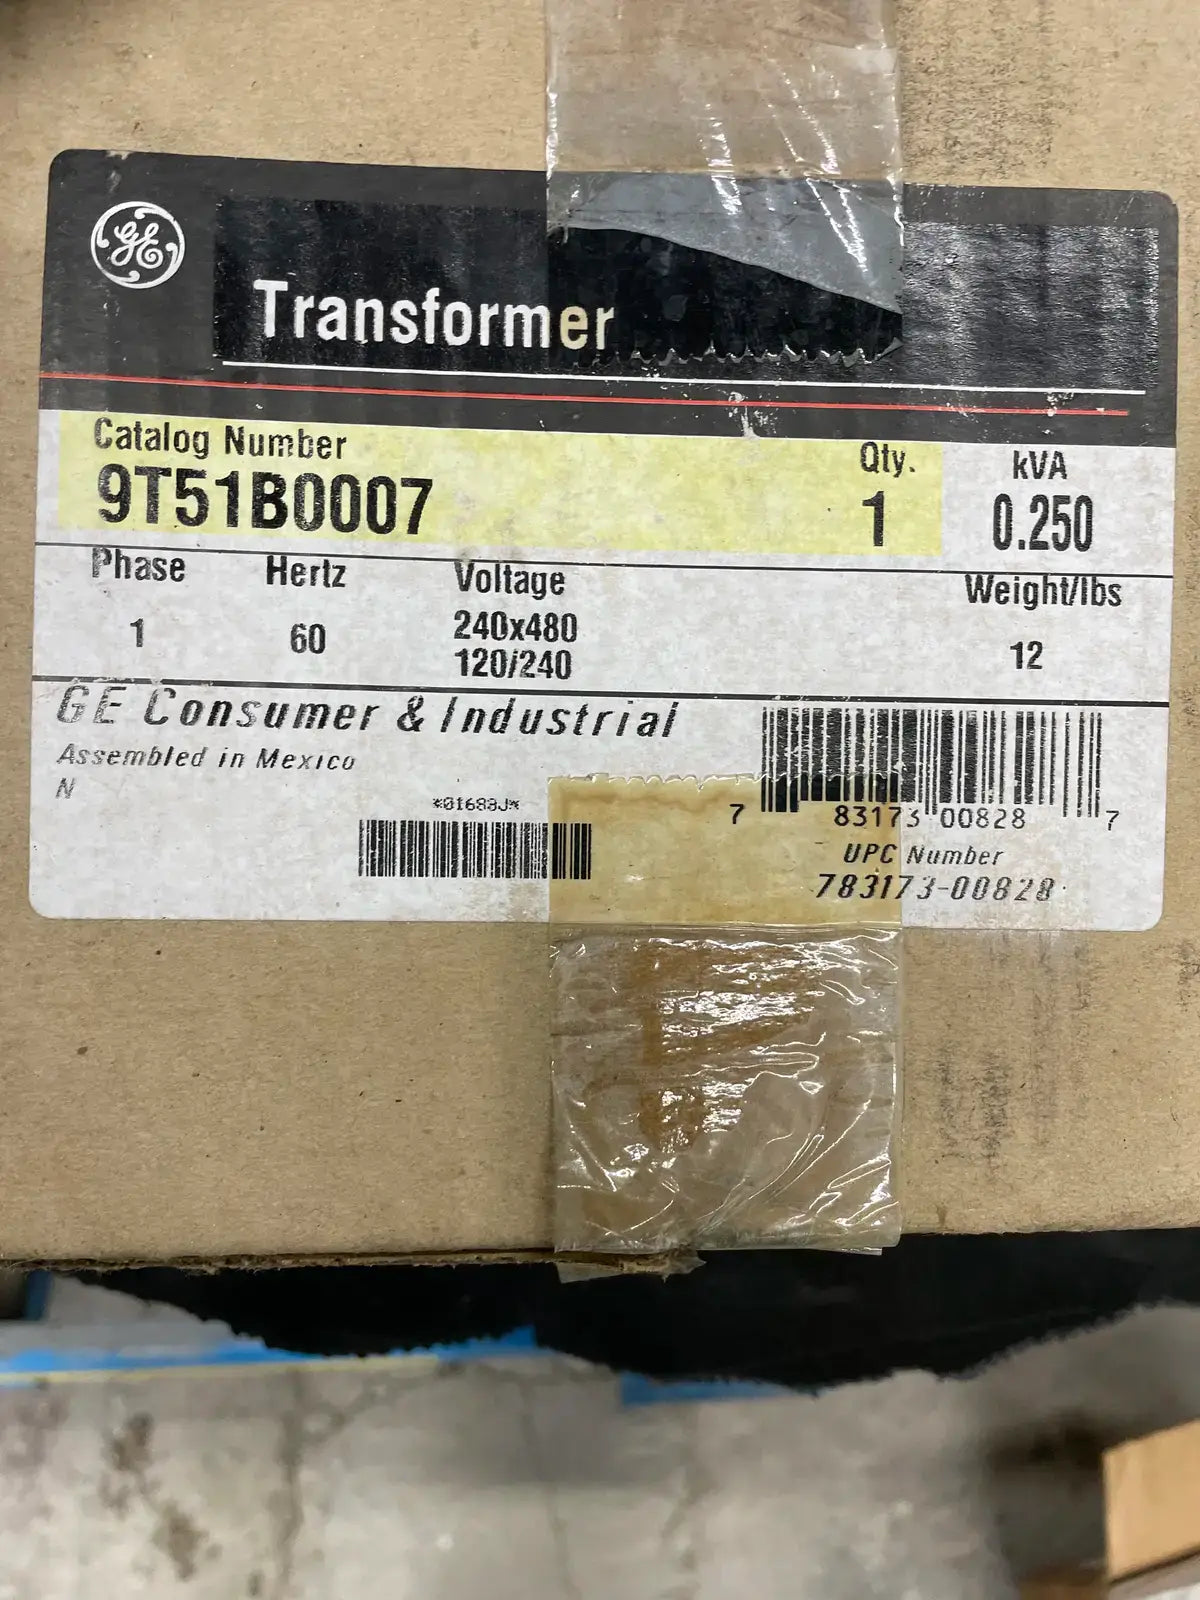 GE
Transformer
Catalog Number
9T51B0007
Qty.
1
kVA
0.250
Phase
1
Hertz
60
Voltage
240x480
120/240
Weight/lbs
12
GE Consumer & Industrial
Assembled in Mexico
N
7 83173 00828 7
UPC Number
783173-00828